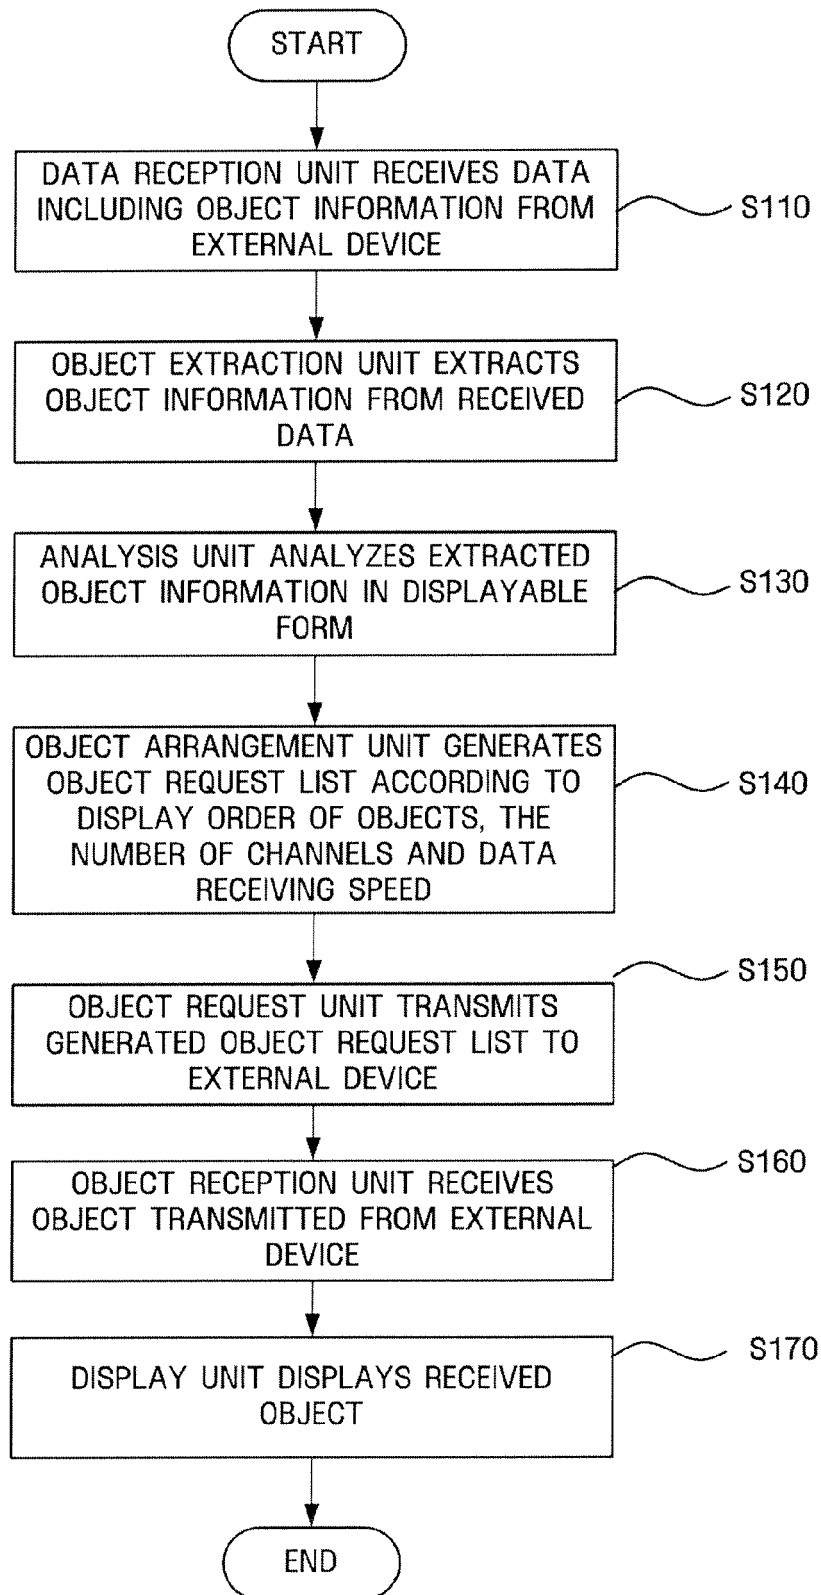 START
DATA RECEPTION UNIT RECEIVES DATA
INCLUDING OBJECT INFORMATION FROM
EXTERNAL DEVICE
S110
OBJECT EXTRACTION UNIT EXTRACTS
OBJECT INFORMATION FROM RECEIVED
DATA
S120
ANALYSIS UNIT ANALYZES EXTRACTED
OBJECT INFORMATION IN DISPLAYABLE
FORM
S130
OBJECT ARRANGEMENT UNIT GENERATES
OBJECT REQUEST LIST ACCORDING TO
DISPLAY ORDER OF OBJECTS, THE
NUMBER OF CHANNELS AND DATA
RECEIVING SPEED
S140
OBJECT REQUEST UNIT TRANSMITS
GENERATED OBJECT REQUEST LIST TO
EXTERNAL DEVICE
S150
OBJECT RECEPTION UNIT RECEIVES
OBJECT TRANSMITTED FROM EXTERNAL
DEVICE
S160
DISPLAY UNIT DISPLAYS RECEIVED
OBJECT
S170
END